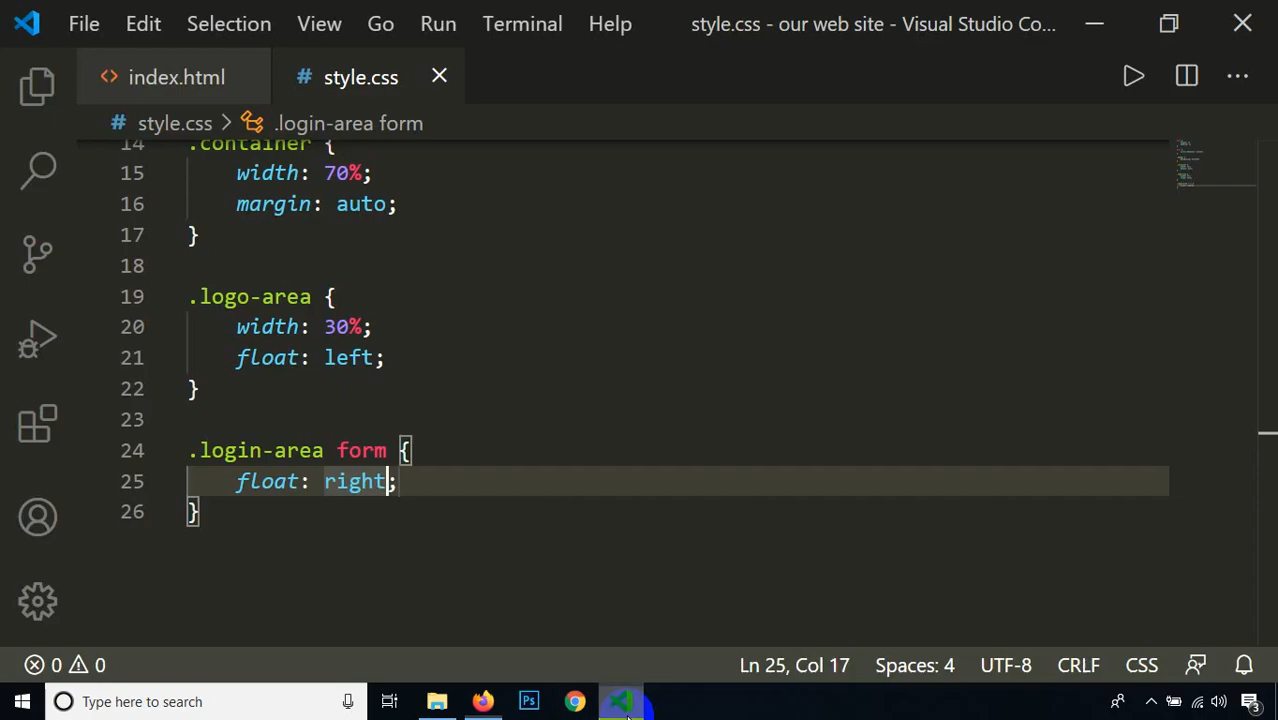 File Edit Selection View Go Run Terminal Help style.css - our web site - Visual Studio Co...
index.html style.css
# style.css > .login-area form
14 .container {
15 width: 70%;
16 margin: auto;
17 }
18
19 .logo-area {
20 width: 30%;
21 float: left;
22 }
23
24 .login-area form {
25 float: right;
26 }
0 0 Ln 25, Col 17 Spaces: 4 UTF-8 CRLF CSS
Type here to search Ps 3